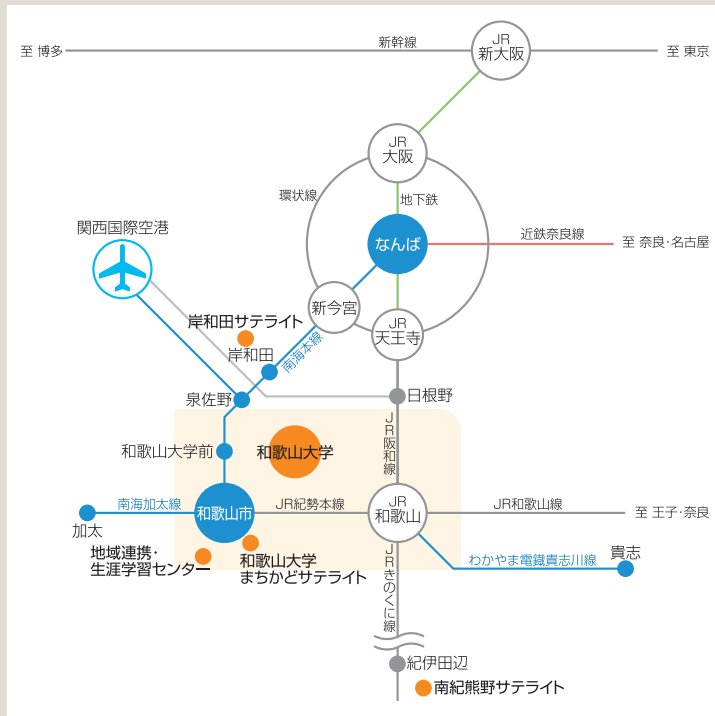 JR
新大阪
新幹線
至 博多
至 東京
JR
大阪
環状線
地下鉄
関西国際空港
なんば
近鉄奈良線
至 奈良・名古屋
新今宮
岸和田サテライト
JR
天王寺
岸和田
南海本線
泉佐野
日根野
JR阪和線
和歌山大学前
和歌山大学
南海加太線
和歌山市
JR紀勢本線
JR
和歌山
JR和歌山線
至 王子・奈良
加太
地域連携・
生涯学習センター
和歌山大学
まちかどサテライト
JRきのくに線
わかやま電鐵貴志川線
貴志
紀伊田辺
南紀熊野サテライト